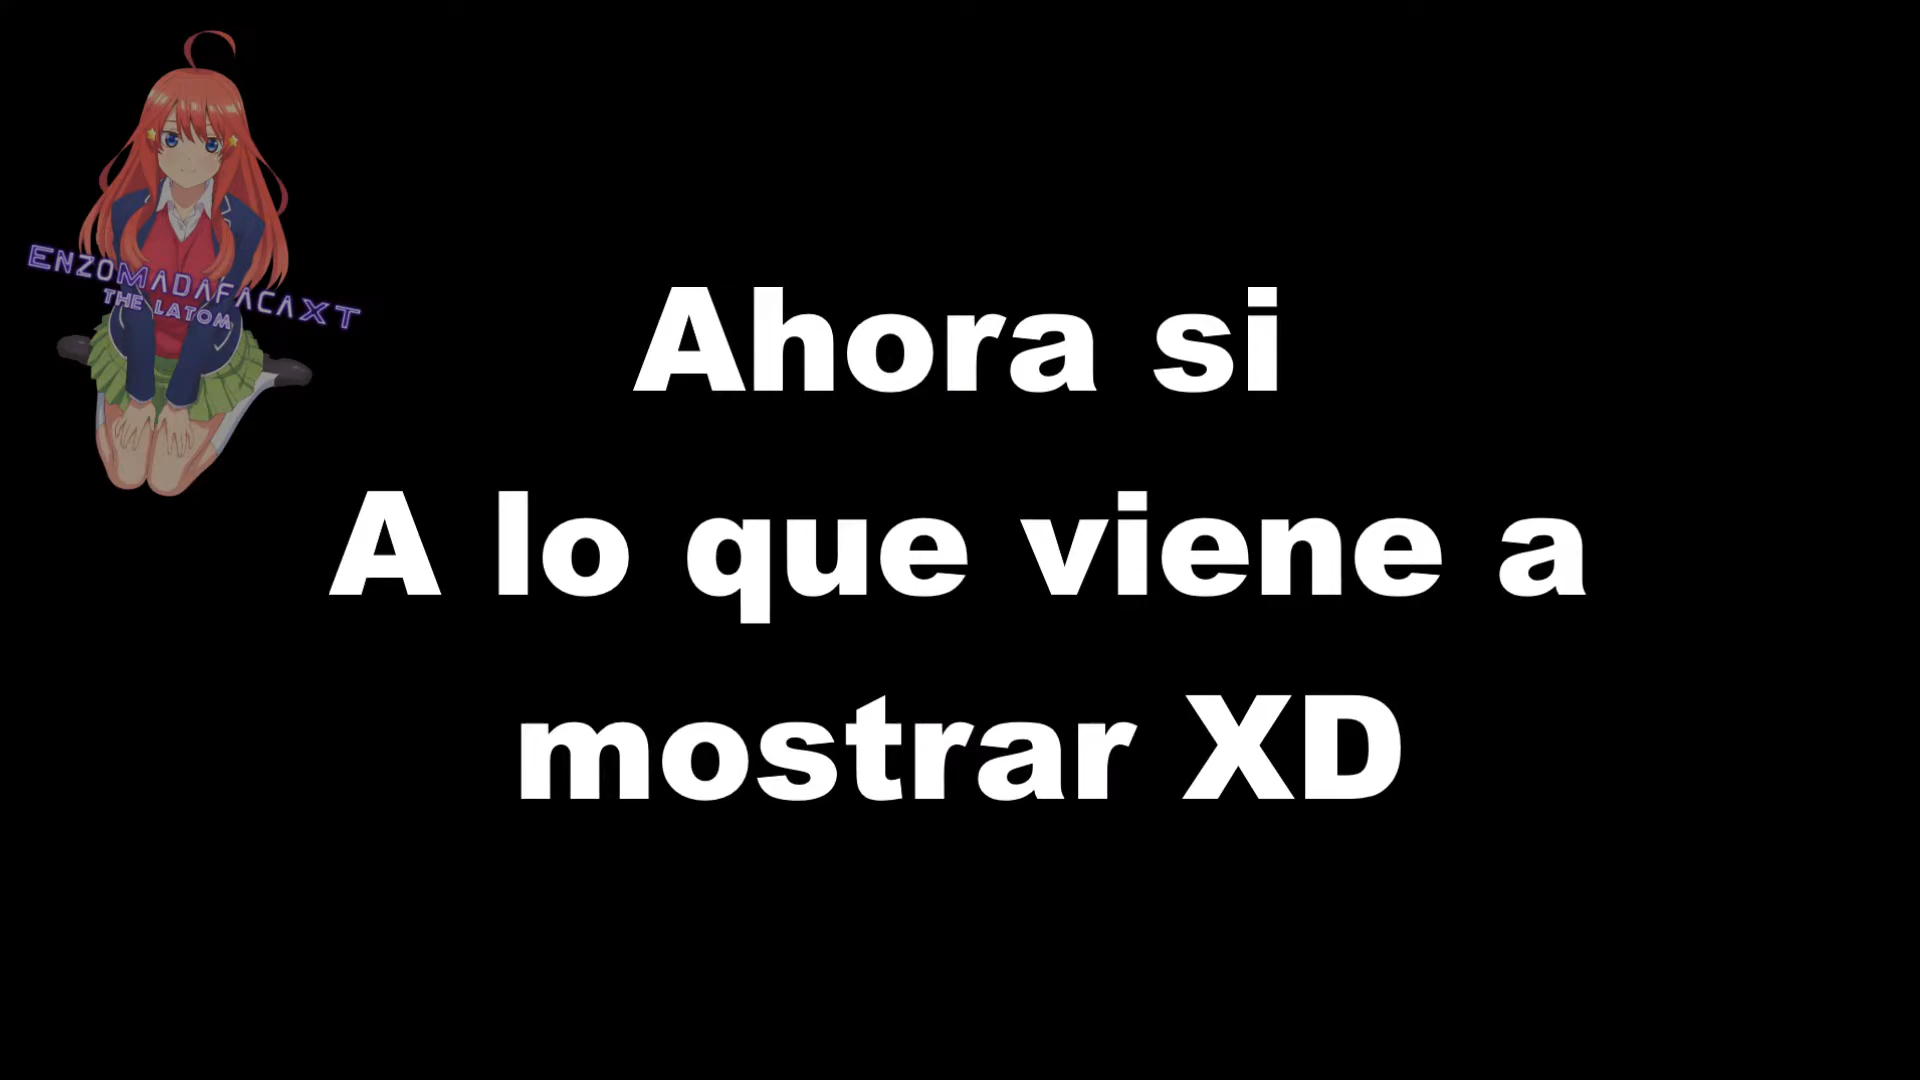 ENZOMADAFACAXT
THE LATOM
Ahora si
A lo que viene a
mostrar XD